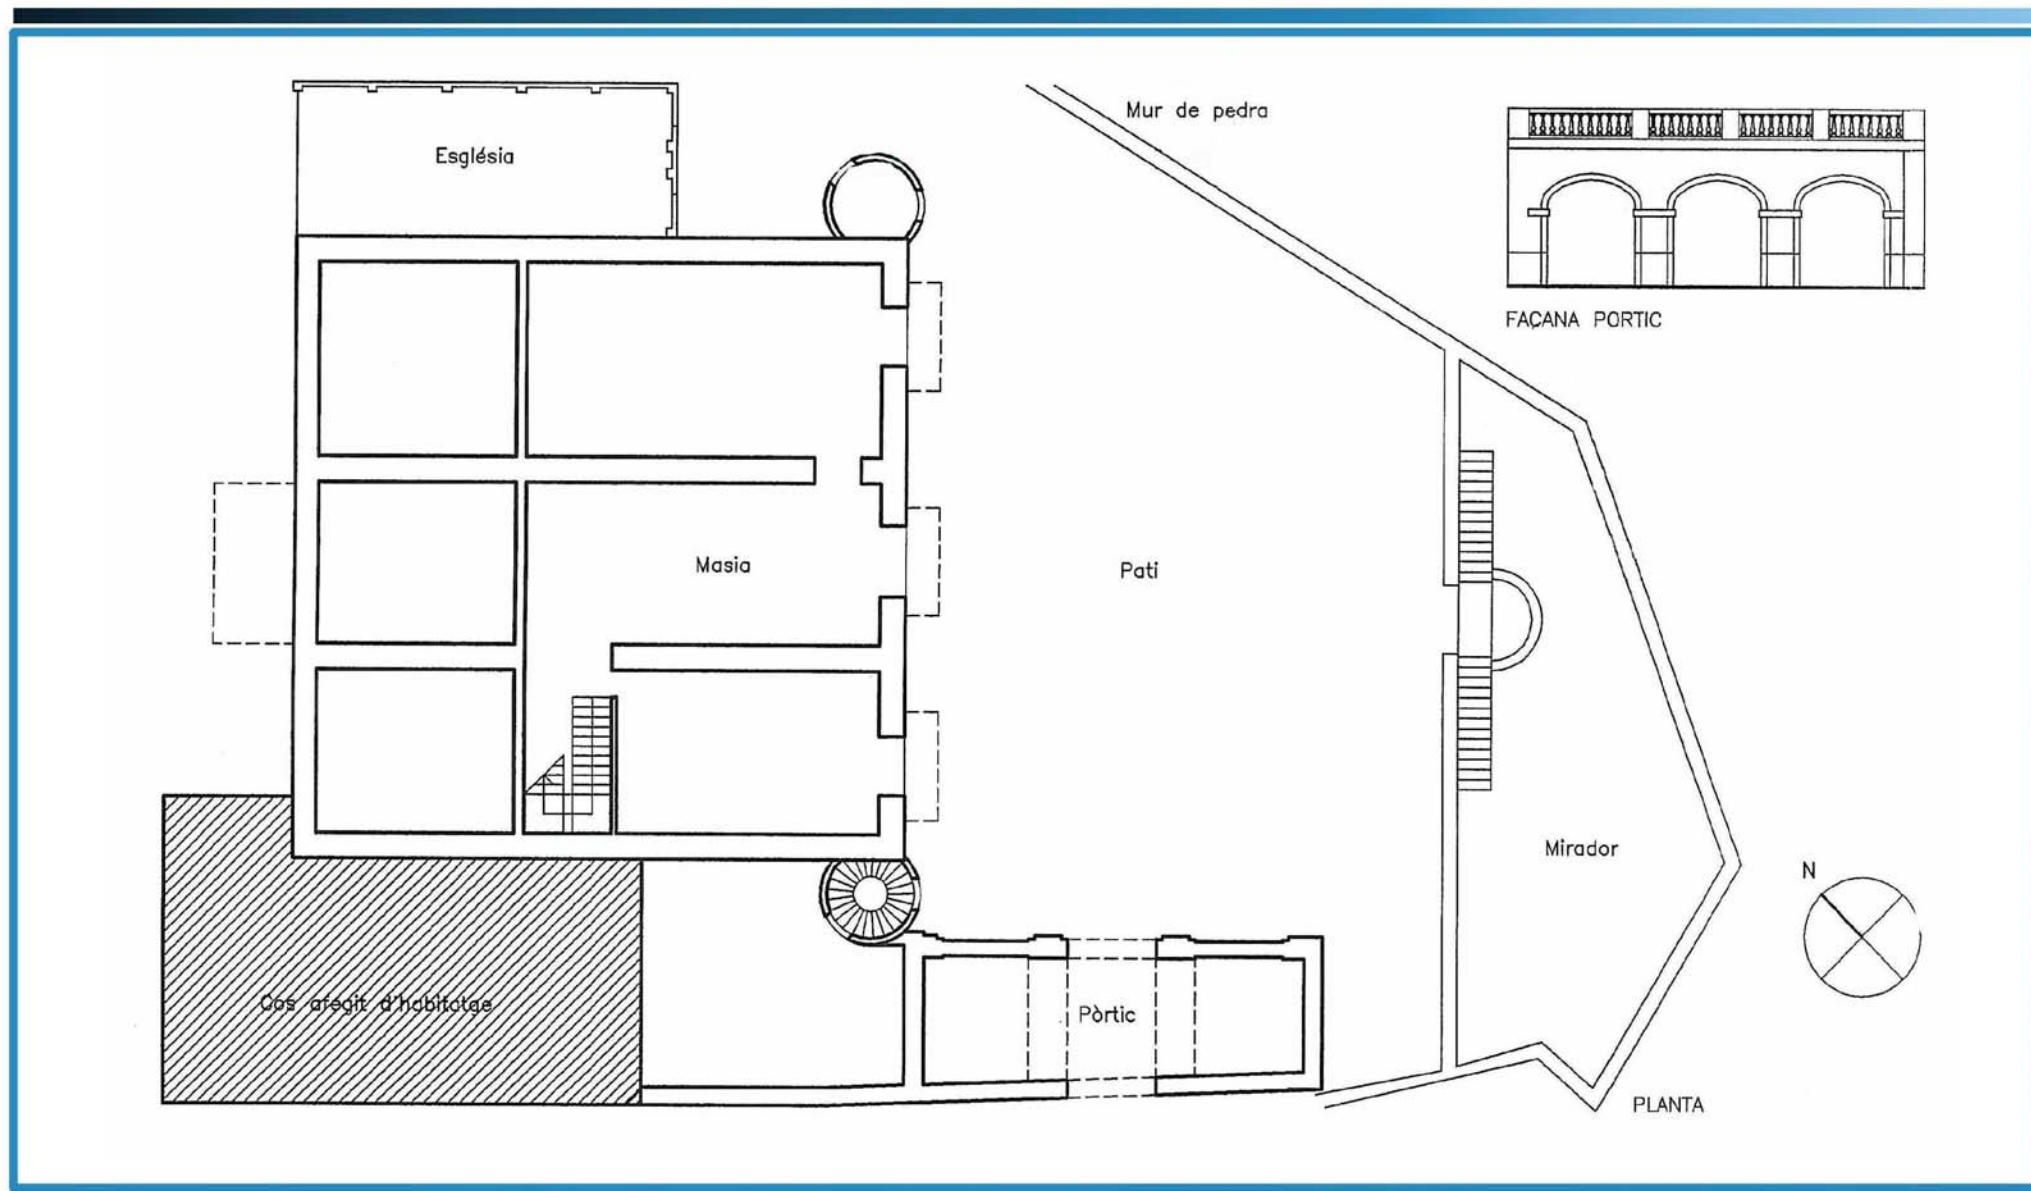 Mur de pedra
Església
FAÇANA PORTIC
Masia
Pati
Mirador
N
Cos afegit d'habitatge
Pòrtic
PLANTA